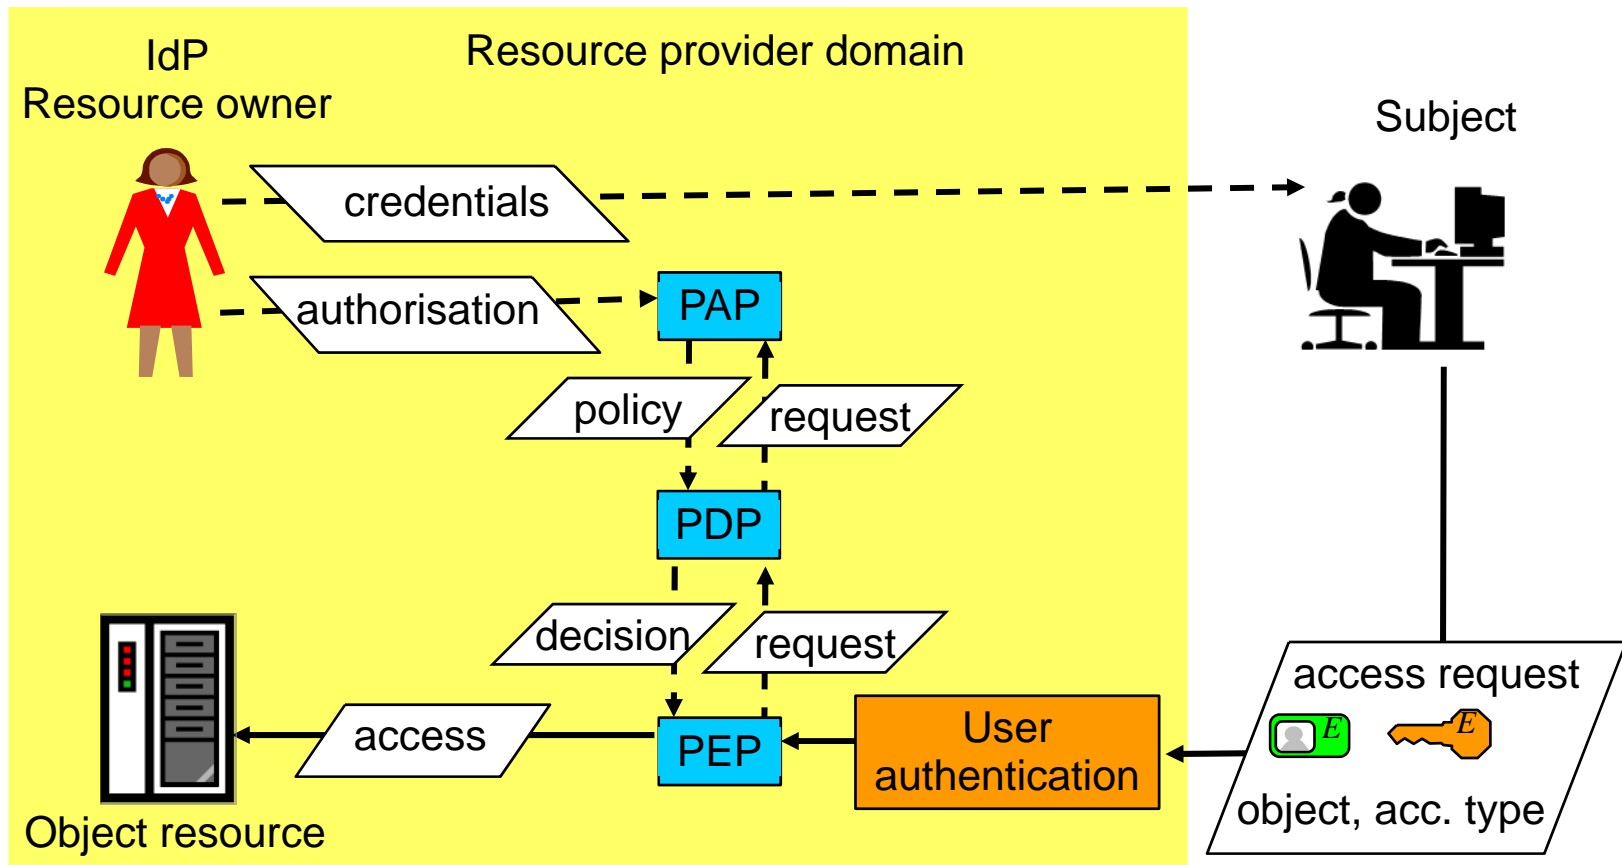 IdP
Resource owner
Resource provider domain
Subject
credentials
authorisation
PAP
policy
request
PDP
decision
request
access
PEP
User
authentication
access request
E
E
object, acc. type
Object resource